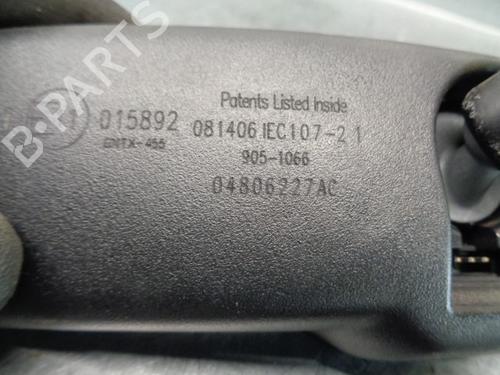 Patents Listed Inside
015892 081406 IEC107-2 1
GNTX-455
905-1066
04806227AC
B-PARTS